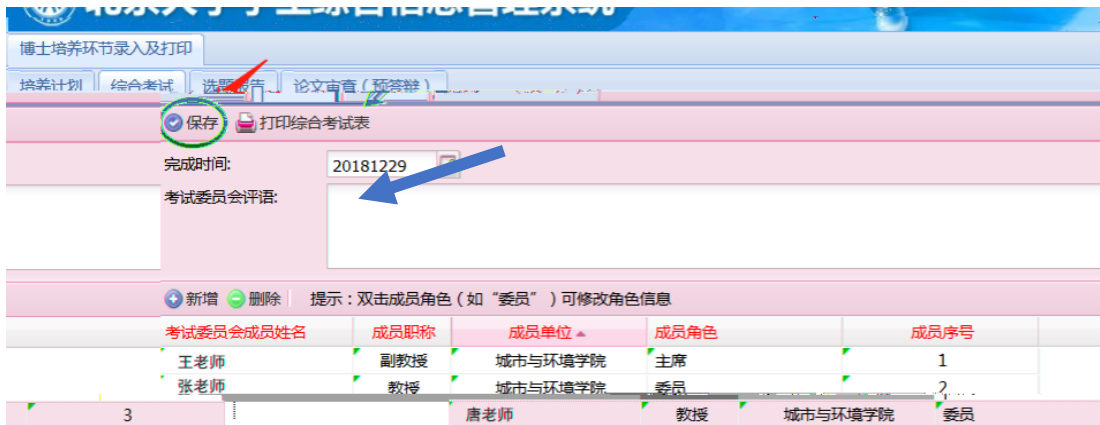 博士培养环节录入及打印
培养计划 综合考试 选题报告 论文审查（预答辩）
保存 打印综合考试表
完成时间: 20181229
考试委员会评语:
新增 删除 提示：双击成员角色（如“委员”）可修改角色信息
考试委员会成员姓名 成员职称 成员单位 成员角色 成员序号
王老师 副教授 城市与环境学院 主席 1
张老师 教授 城市与环境学院 委员 2
3 唐老师 教授 城市与环境学院 委员